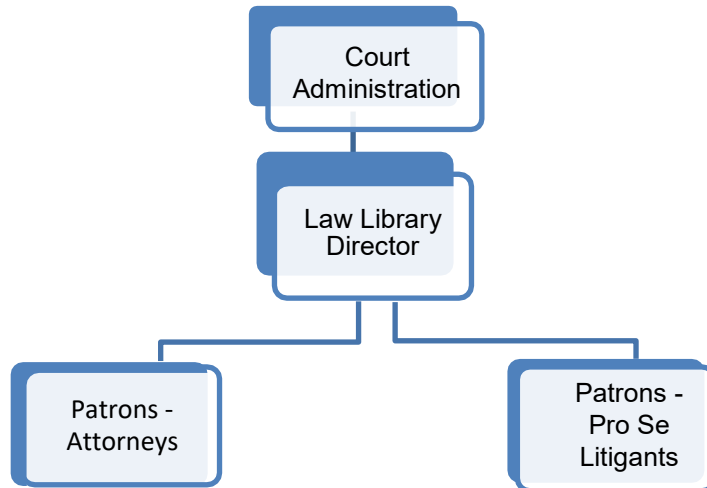 Court
Administration
Law Library
Director
Patrons -
Attorneys
Patrons -
Pro Se
Litigants